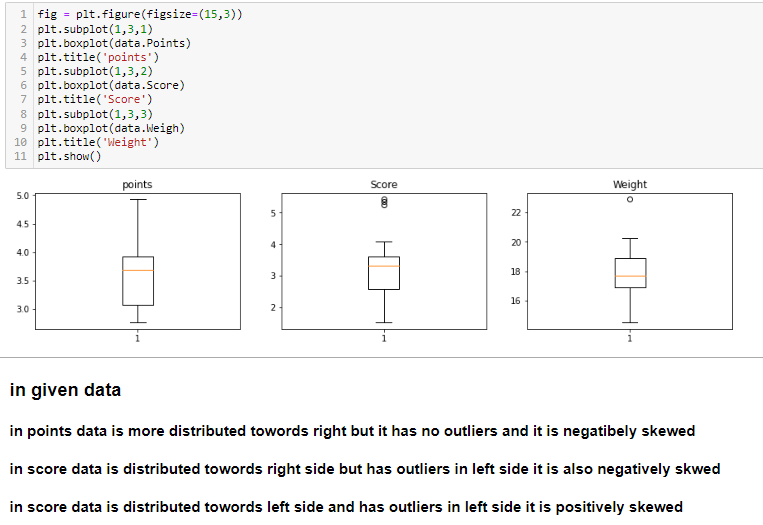 1 fig = plt.figure(figsize=(15,3))
2 plt.subplot(1,3,1)
3 plt.boxplot(data.Points)
4 plt.title('points')
5 plt.subplot(1,3,2)
6 plt.boxplot(data.Score)
7 plt.title('Score')
8 plt.subplot(1,3,3)
9 plt.boxplot(data.Weigh)
10 plt.title('Weight')
11 plt.show()
points
5.0
4.5
4.0
3.5
3.0
1
Score
5
4
3
2
1
Weight
22
20
18
16
1
in given data
in points data is more distributed towords right but it has no outliers and it is negatibely skewed
in score data is distributed towords right side but has outliers in left side it is also negatively skwed
in score data is distributed towords left side and has outliers in left side it is positively skewed